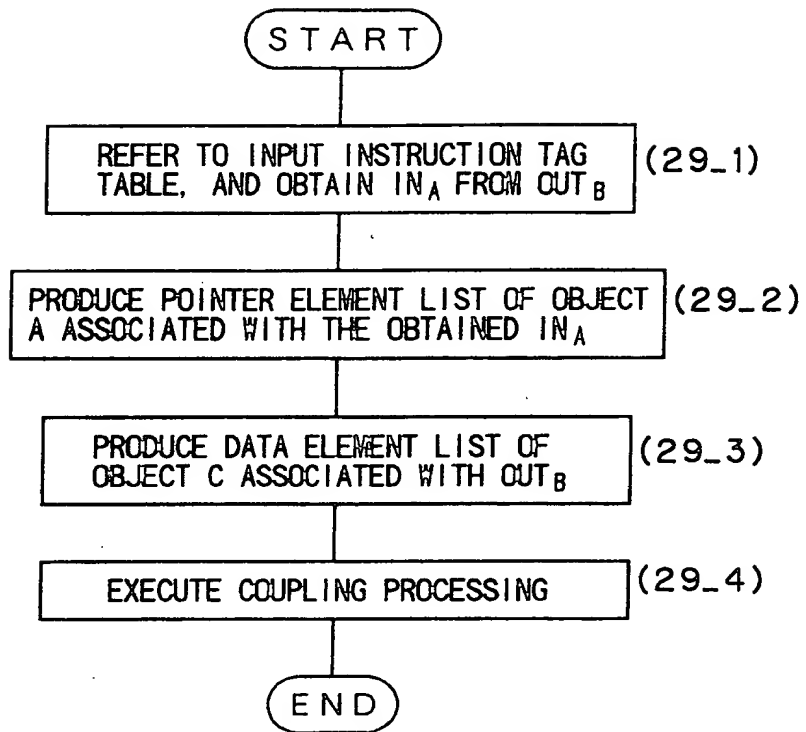 START
REFER TO INPUT INSTRUCTION TAG (29_1)
TABLE, AND OBTAIN INA FROM OUTB
PRODUCE POINTER ELEMENT LIST OF OBJECT (29_2)
A ASSOCIATED WITH THE OBTAINED INA
PRODUCE DATA ELEMENT LIST OF (29_3)
OBJECT C ASSOCIATED WITH OUTB
EXECUTE COUPLING PROCESSING (29_4)
END